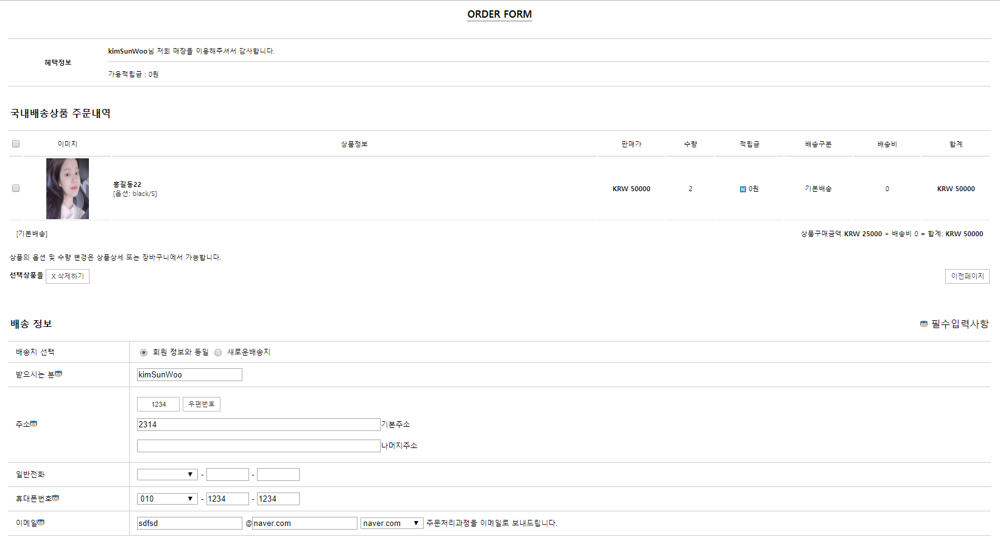 ORDER FORM
혜택정보
kimSunWoo님 저희 매장을 이용해주셔서 감사합니다.
가용적립금 : 0원
국내배송상품 주문내역
이미지 상품정보 판매가 수량 적립금 배송구분 배송비 합계
홍길동22
[옵션: black/S]
KRW 50000 2 N 0원 기본배송 0 KRW 50000
[기본배송] 상품구매금액 KRW 25000 + 배송비 0 = 합계: KRW 50000
상품의 옵션 및 수량 변경은 상품상세 또는 장바구니에서 가능합니다.
선택상품을 X 삭제하기 이전페이지
배송 정보 필수입력사항
배송지 선택 회원 정보와 동일 새로운배송지
받으시는 분 kimSunWoo
1234 우편번호
주소 2314 기본주소
나머지주소
일반전화 - -
휴대폰번호 010 - 1234 - 1234
이메일 sdfsd @ naver.com naver.com 주문처리과정을 이메일로 보내드립니다.